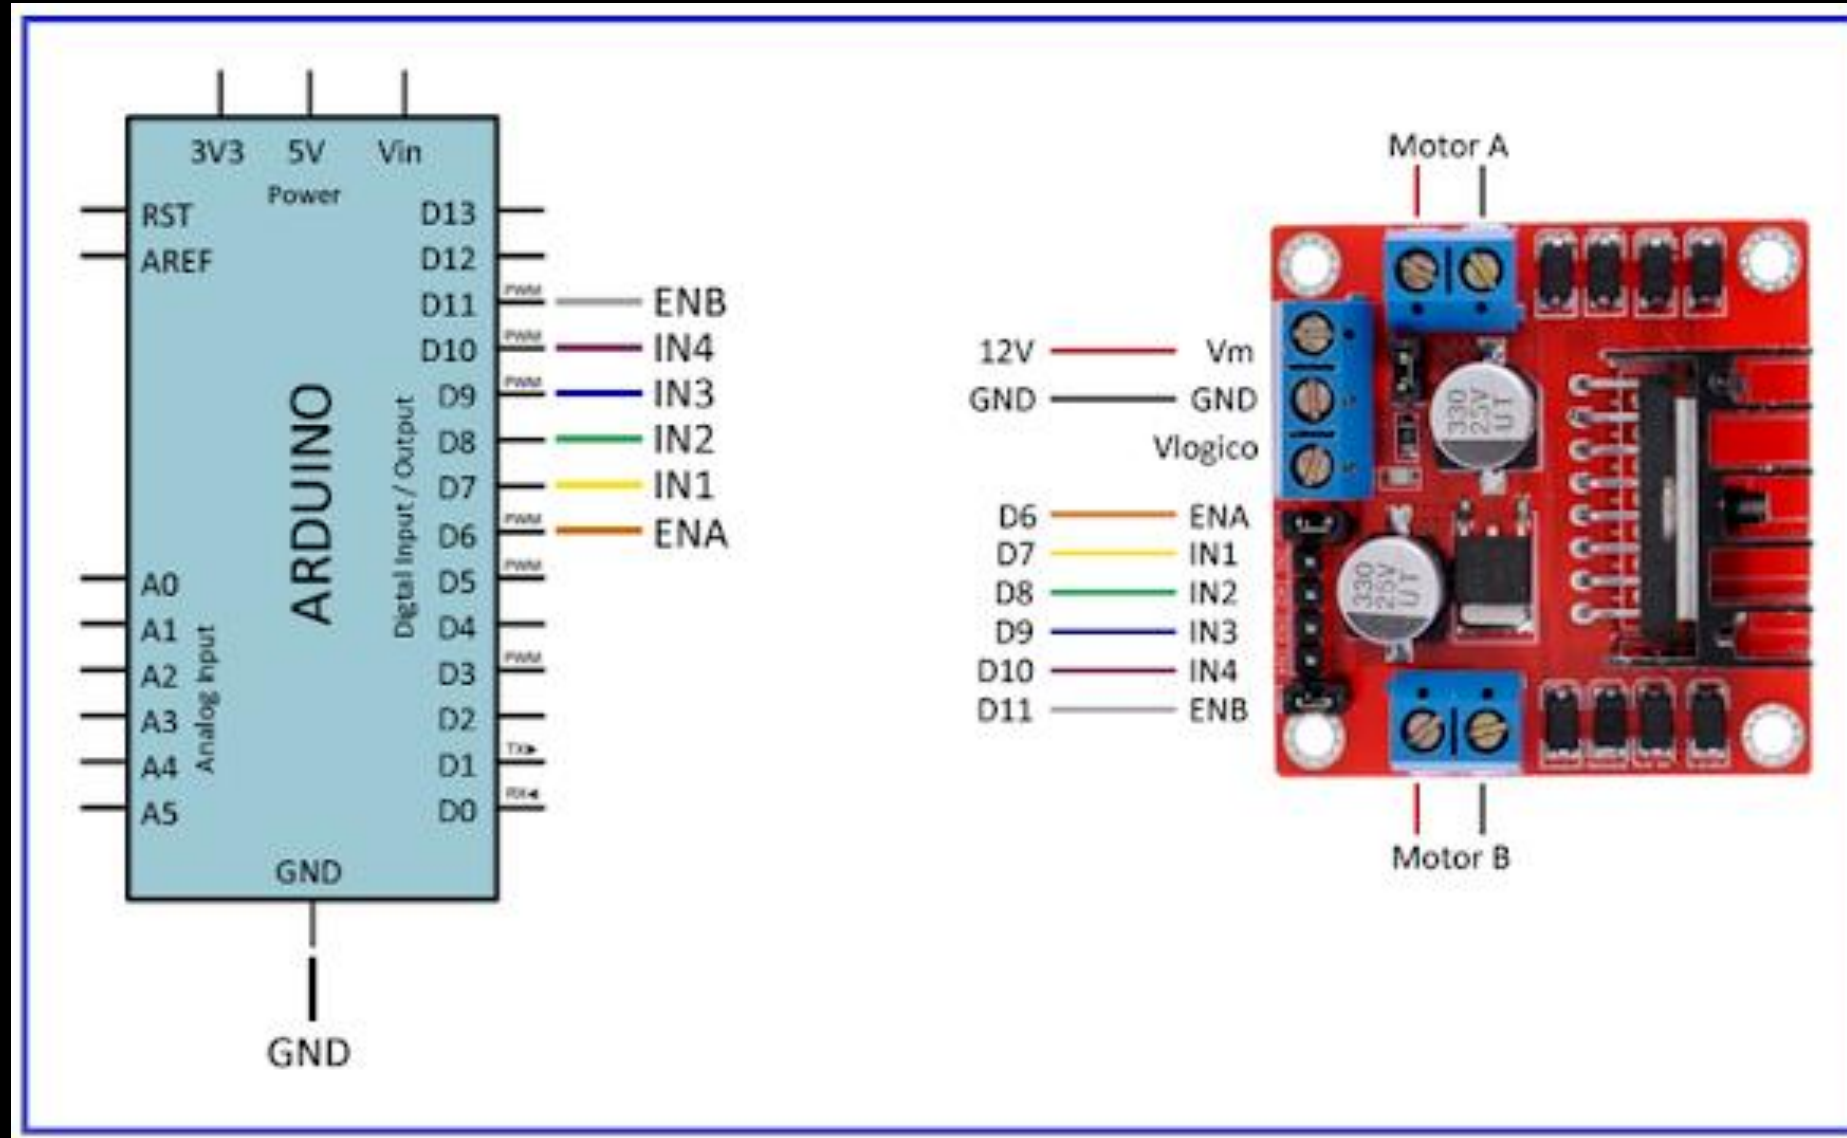 3V3 5V Vin
Power
RST
AREF
D13
D12
PWM
D11
PWM
D10
PWM
D9
D8
D7
PWM
D6
PWM
D5
D4
PWM
D3
D2
TX►
D1
RX◄
D0
ARDUINO
Digtal Input / Output
A0
A1
A2
A3
A4
A5
Analog Input
GND
GND
ENB
IN4
IN3
IN2
IN1
ENA
Motor A
12V Vm
GND GND
Vlogico
D6 ENA
D7 IN1
D8 IN2
D9 IN3
D10 IN4
D11 ENB
330
25V
UT
330
25V
UT
Motor B